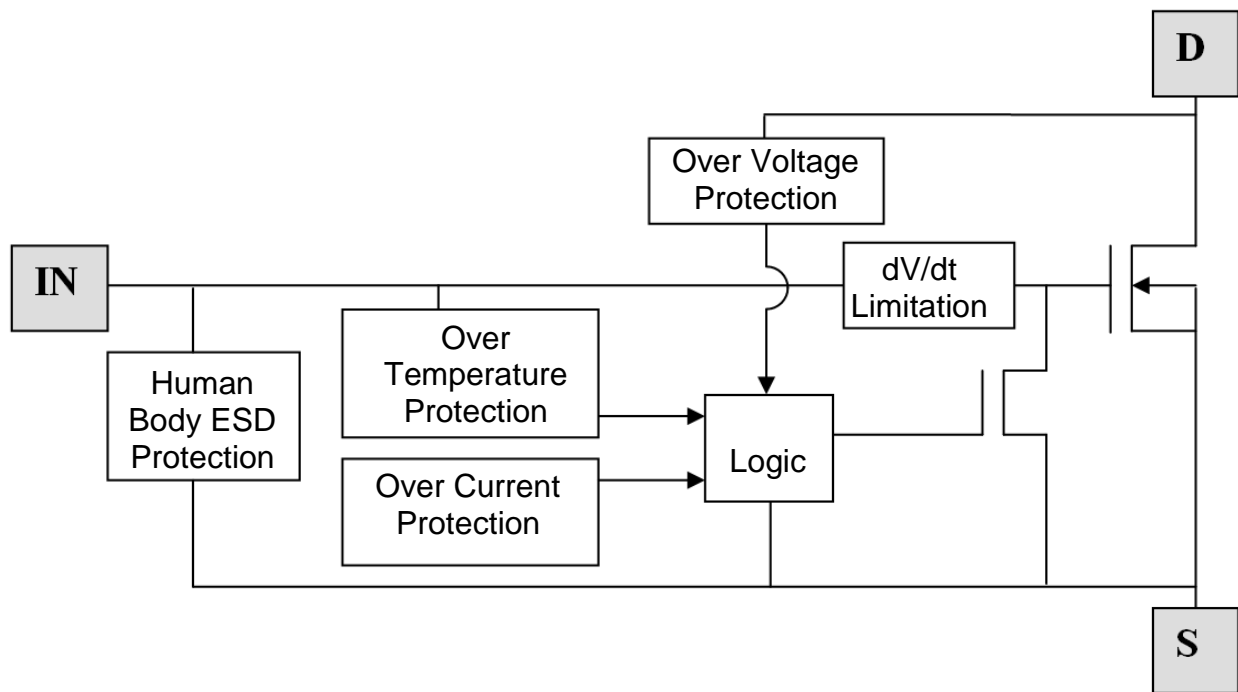 D
Over Voltage
Protection
IN
dV/dt
Limitation
Over
Temperature
Protection
Human
Body ESD
Protection
Logic
Over Current
Protection
S